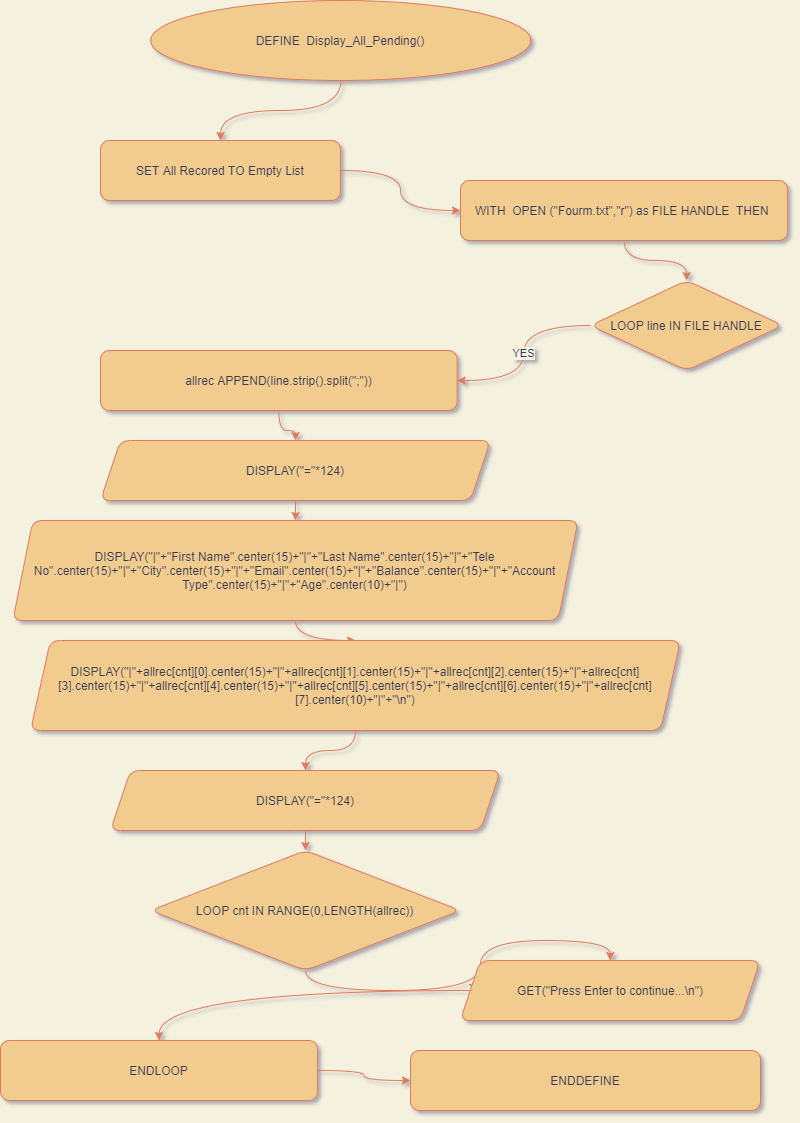 DEFINE  Display_All_Pending()
SET All Recored TO Empty List
WITH  OPEN ("Fourm.txt","r") as FILE HANDLE  THEN
LOOP line IN FILE HANDLE
YES
allrec APPEND(line.strip().split(";"))
DISPLAY("="*124)
DISPLAY("|"+"First Name".center(15)+"|"+"Last Name".center(15)+"|"+"Tele
No".center(15)+"|"+"City".center(15)+"|"+"Email".center(15)+"|"+"Balance".center(15)+"|"+"Account
Type".center(15)+"|"+"Age".center(10)+"|")
DISPLAY("|"+allrec[cnt][0].center(15)+"|"+allrec[cnt][1].center(15)+"|"+allrec[cnt][2].center(15)+"|"+allrec[cnt]
[3].center(15)+"|"+allrec[cnt][4].center(15)+"|"+allrec[cnt][5].center(15)+"|"+allrec[cnt][6].center(15)+"|"+allrec[cnt]
[7].center(10)+"|"+"\n")
DISPLAY("="*124)
LOOP cnt IN RANGE(0,LENGTH(allrec))
GET("Press Enter to continue...\n")
ENDLOOP
ENDDEFINE